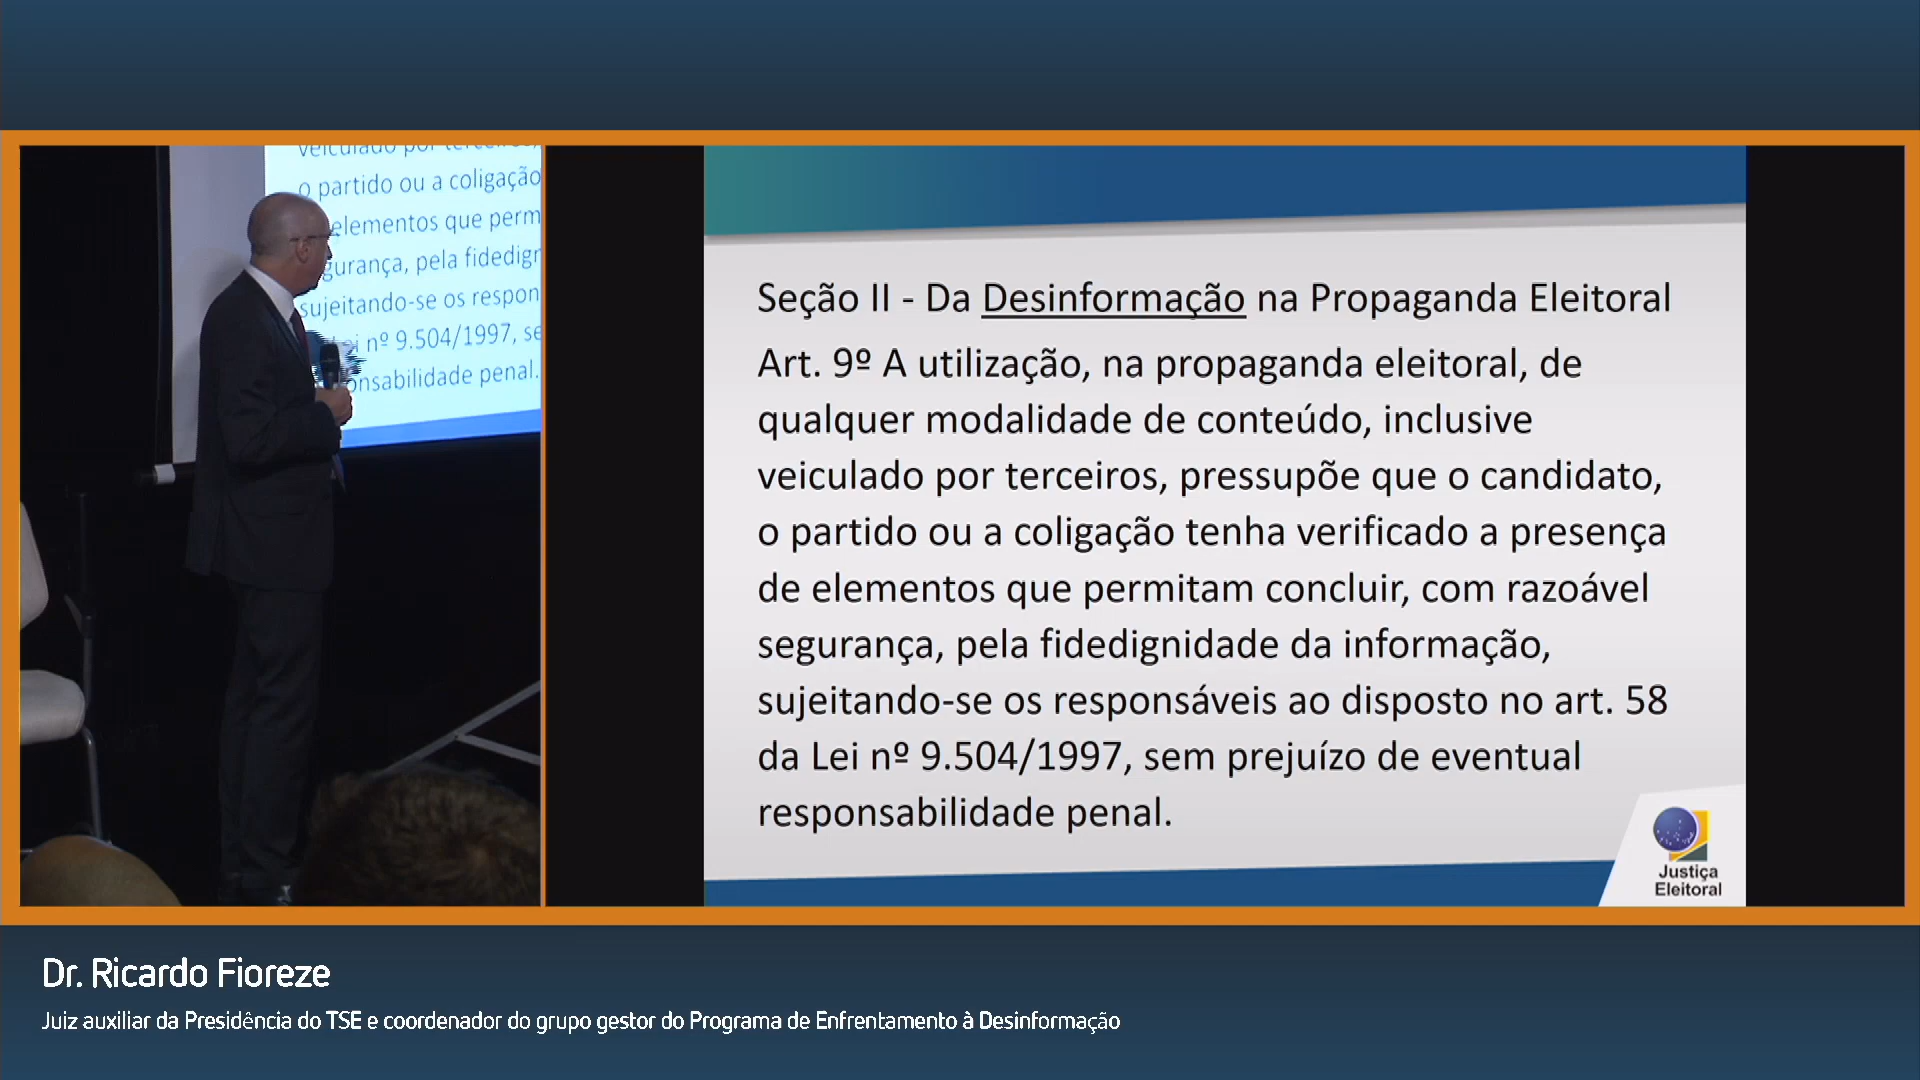 veiculado por terceiros,
o partido ou a coligação
elementos que perm
gurança, pela fidedign
sujeitando-se os respon
ei nº 9.504/1997, se
onsabilidade penal.
Seção II - Da Desinformação na Propaganda Eleitoral
Art. 9º A utilização, na propaganda eleitoral, de
qualquer modalidade de conteúdo, inclusive
veiculado por terceiros, pressupõe que o candidato,
o partido ou a coligação tenha verificado a presença
de elementos que permitam concluir, com razoável
segurança, pela fidedignidade da informação,
sujeitando-se os responsáveis ao disposto no art. 58
da Lei nº 9.504/1997, sem prejuízo de eventual
responsabilidade penal.
Justiça
Eleitoral
Dr. Ricardo Fioreze
Juiz auxiliar da Presidência do TSE e coordenador do grupo gestor do Programa de Enfrentamento à Desinformação